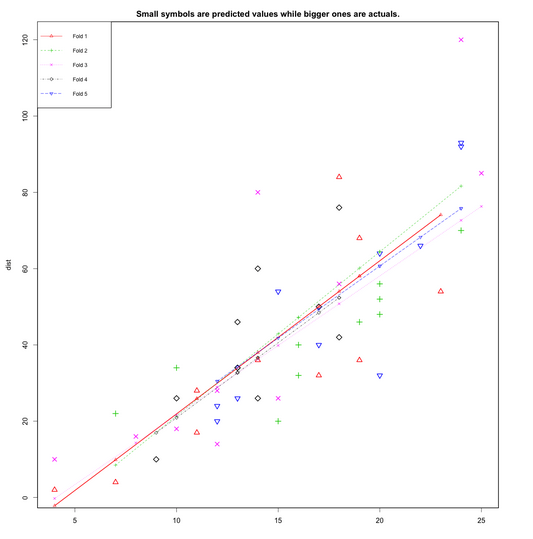 Small symbols are predicted values while bigger ones are actuals.
Fold 1
Fold 2
Fold 3
Fold 4
Fold 5
dist
120
100
80
60
40
20
0
5 10 15 20 25